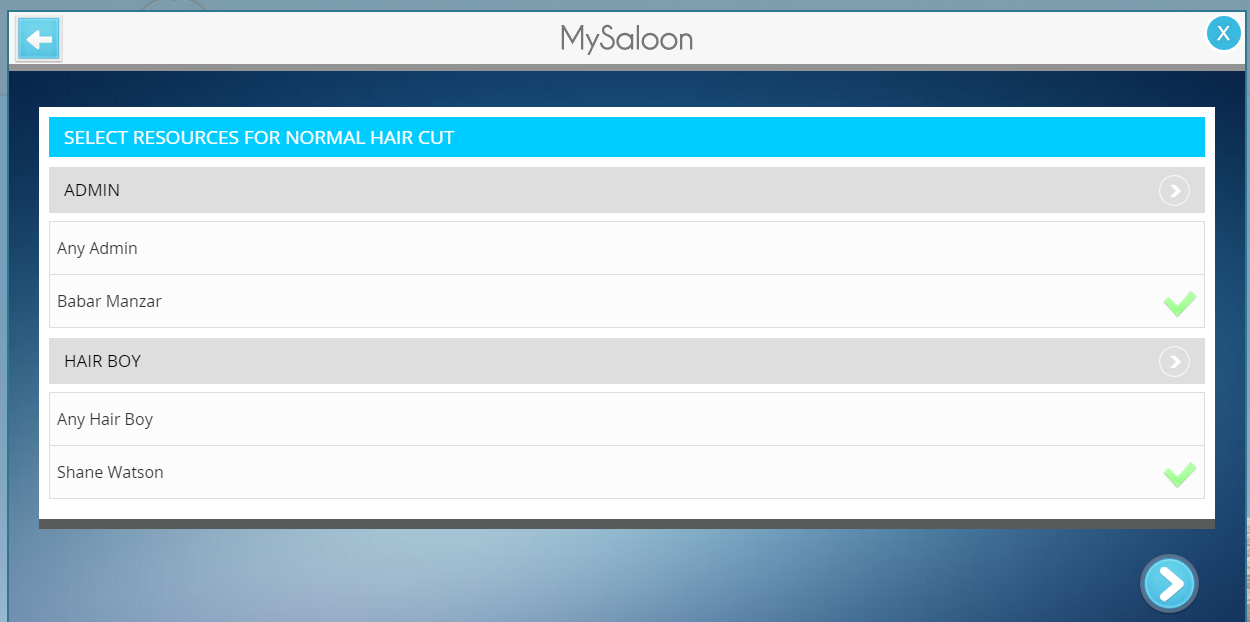 MySaloon
X
SELECT RESOURCES FOR NORMAL HAIR CUT
ADMIN
Any Admin
Babar Manzar
HAIR BOY
Any Hair Boy
Shane Watson